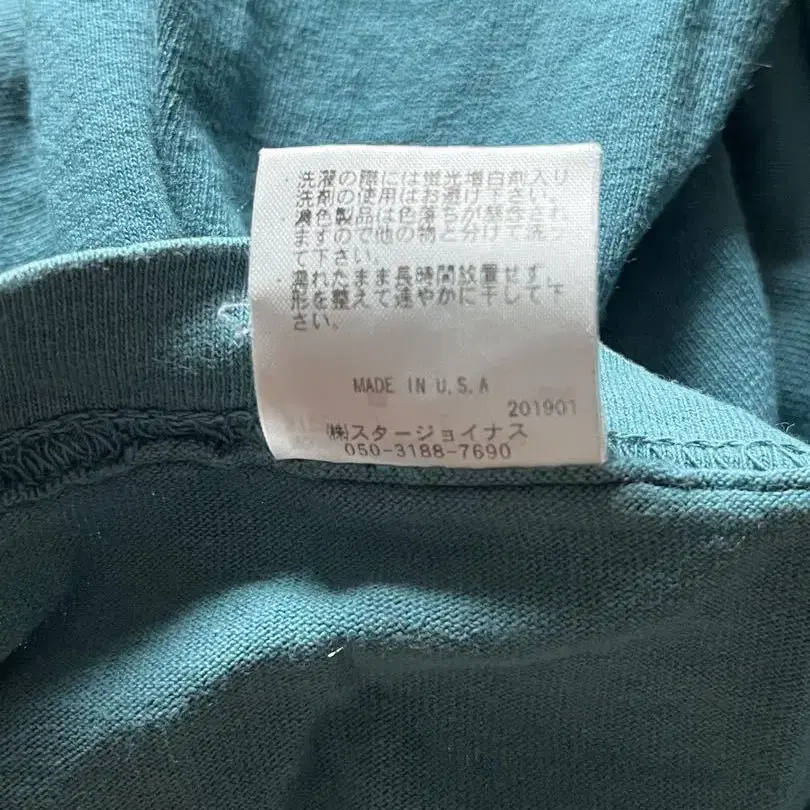 ・洗濯の際には蛍光増白剤入り
洗剤の使用はお避け下さい。
・濃色製品は色落ちが懸念され
ますので他の物と分けて洗っ
て下さい。
・濡れたまま長時間放置せず、
形を整えて速やかに干して下
さい。
MADE IN U.S.A
201901
㈱スタージョイナス
050-3188-7690